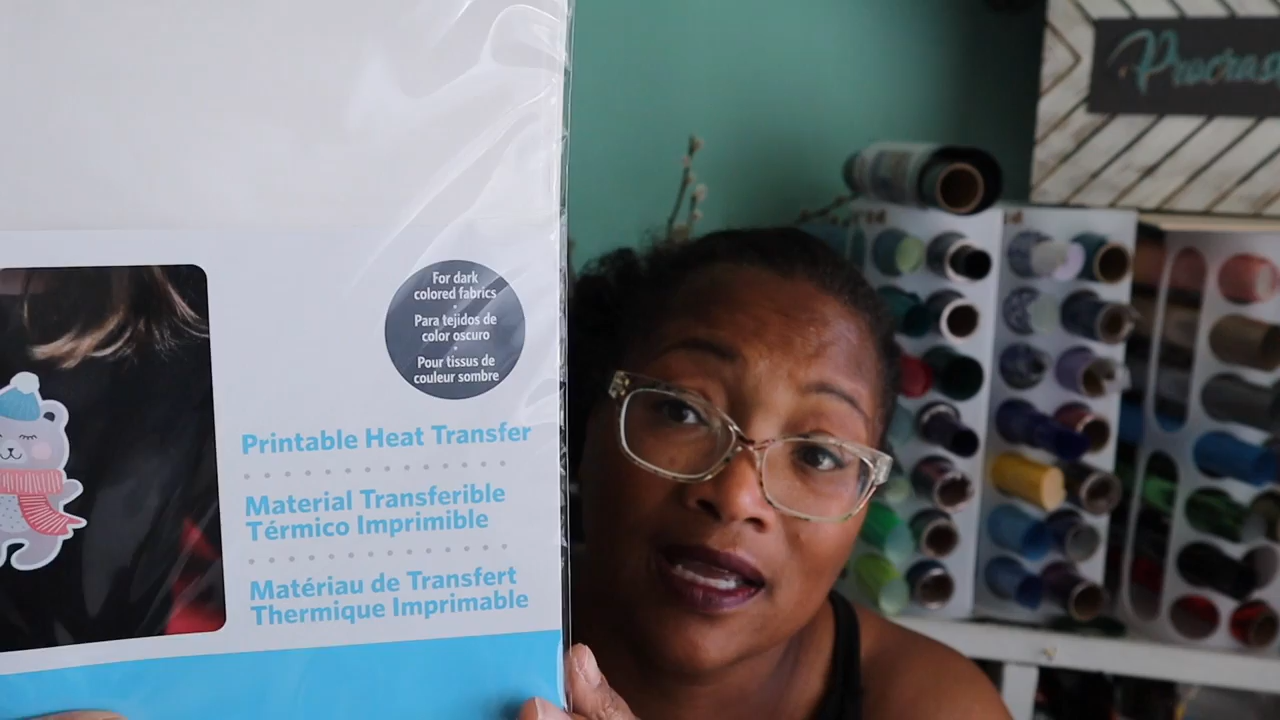 For dark
colored fabrics
Para tejidos de
color oscuro
Pour tissus de
couleur sombre
Printable Heat Transfer
Material Transferible
Térmico Imprimible
Matériau de Transfert
Thermique Imprimable